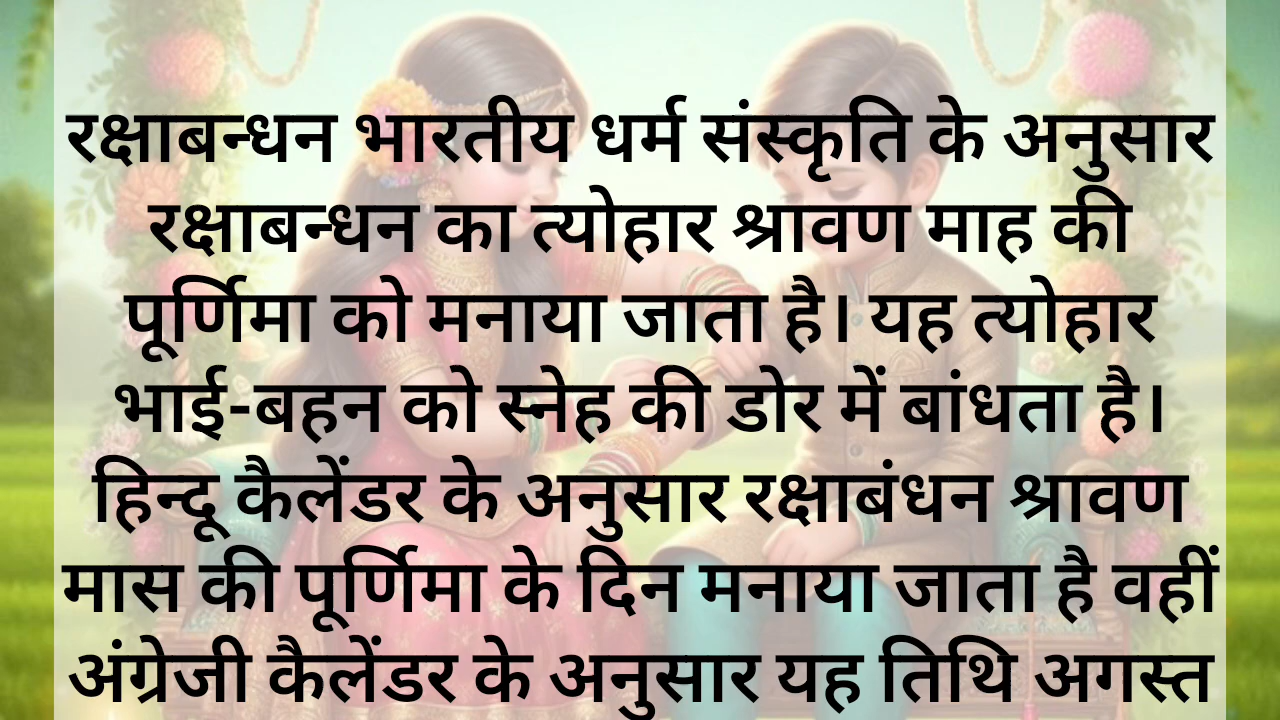 रक्षाबन्धन भारतीय धर्म संस्कृति के अनुसार
रक्षाबन्धन का त्योहार श्रावण माह की
पूर्णिमा को मनाया जाता है। यह त्योहार
भाई-बहन को स्नेह की डोर में बांधता है।
हिन्दू कैलेंडर के अनुसार रक्षाबंधन श्रावण
मास की पूर्णिमा के दिन मनाया जाता है वहीं
अंग्रेजी कैलेंडर के अनुसार यह तिथि अगस्त